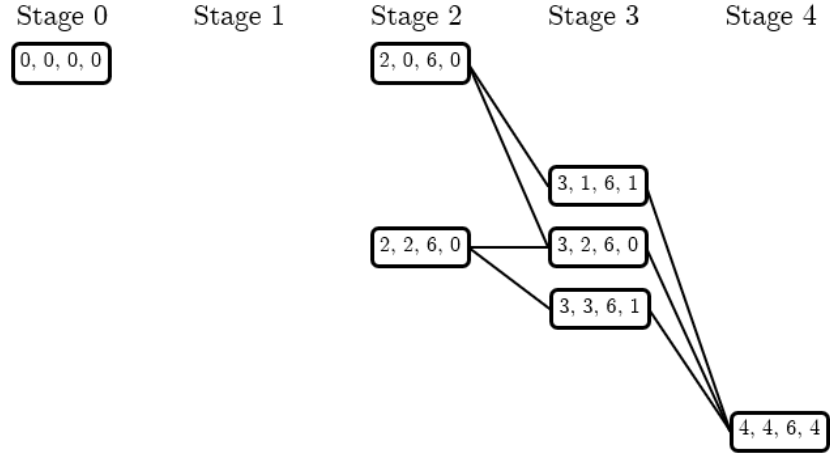 Stage 0 Stage 1 Stage 2 Stage 3 Stage 4
0, 0, 0, 0 2, 0, 6, 0
3, 1, 6, 1
2, 2, 6, 0 3, 2, 6, 0
3, 3, 6, 1
4, 4, 6, 4